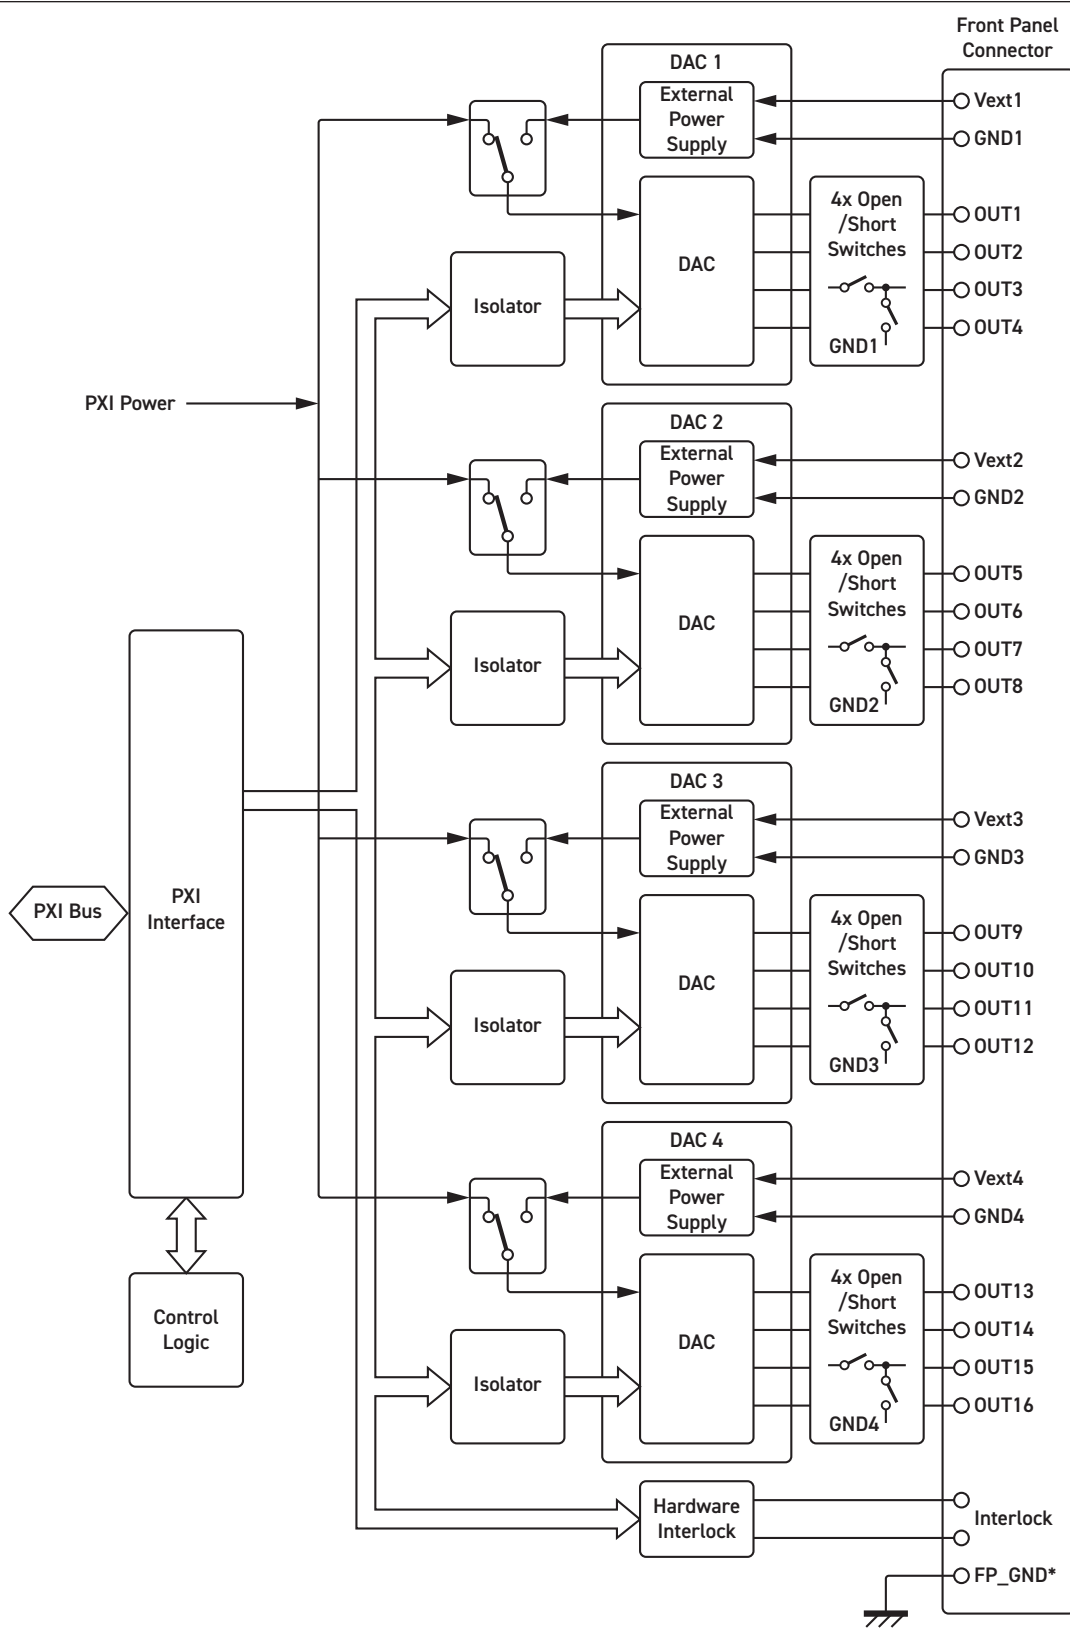 Front Panel
Connector
DAC 1
External
Power
Supply
Vext1
GND1
DAC
4x Open
/Short
Switches
GND1
OUT1
OUT2
OUT3
OUT4
Isolator
PXI Power
DAC 2
External
Power
Supply
Vext2
GND2
DAC
4x Open
/Short
Switches
GND2
OUT5
OUT6
OUT7
OUT8
Isolator
DAC 3
External
Power
Supply
Vext3
GND3
PXI Bus
PXI
Interface
DAC
4x Open
/Short
Switches
GND3
OUT9
OUT10
OUT11
OUT12
Isolator
DAC 4
External
Power
Supply
Vext4
GND4
Control
Logic
DAC
4x Open
/Short
Switches
GND4
OUT13
OUT14
OUT15
OUT16
Isolator
Hardware
Interlock
Interlock
FP_GND*